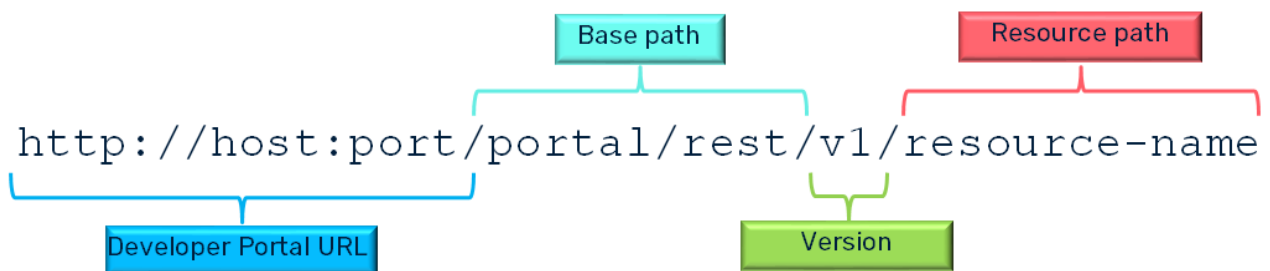 Base path
Resource path
http://host:port/portal/rest/v1/resource-name
Developer Portal URL
Version